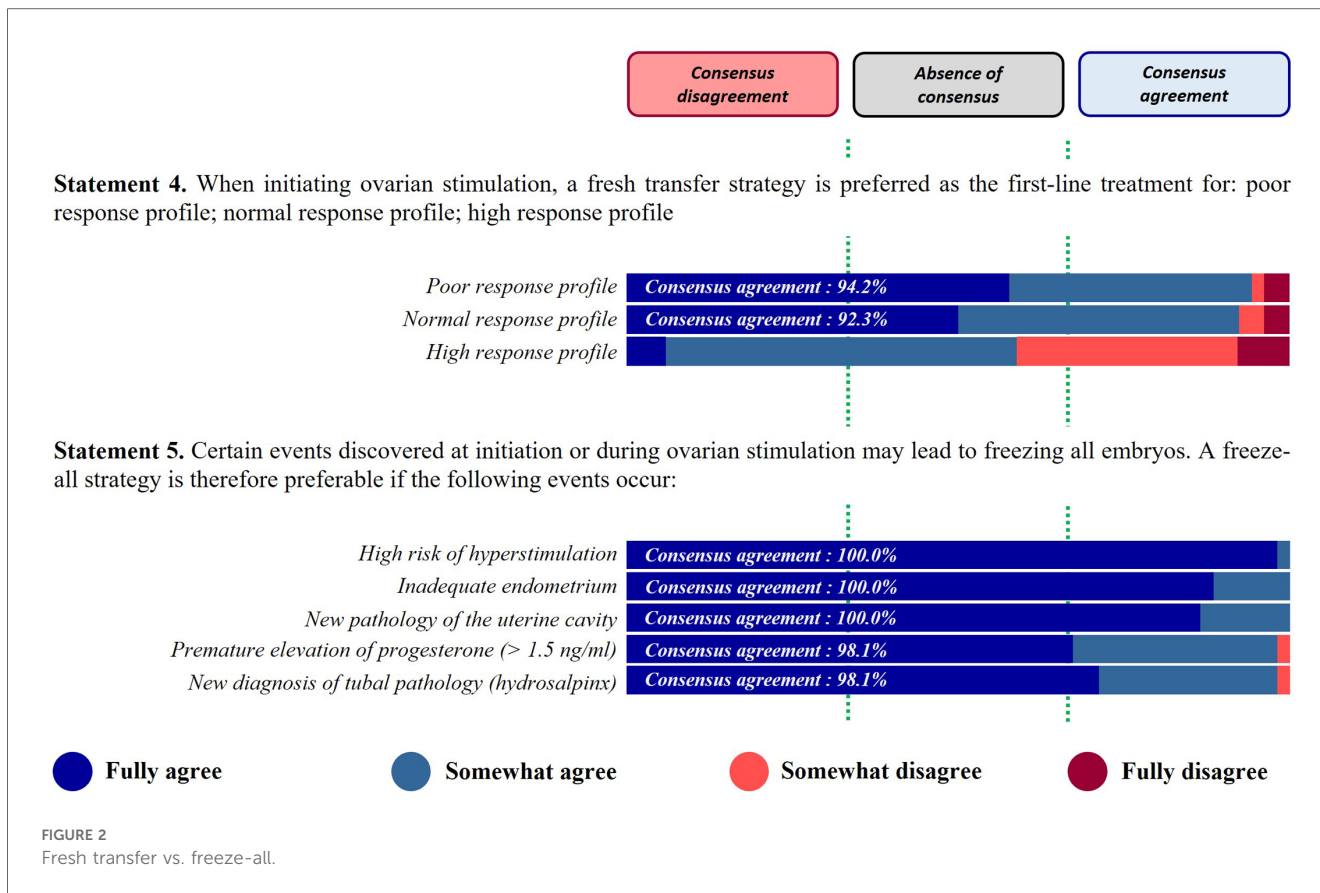 Consensus disagreement
Absence of consensus
Consensus agreement
Statement 4. When initiating ovarian stimulation, a fresh transfer strategy is preferred as the first-line treatment for: poor
response profile; normal response profile; high response profile
Poor response profile
Consensus agreement : 94.2%
Normal response profile
Consensus agreement : 92.3%
High response profile
Statement 5. Certain events discovered at initiation or during ovarian stimulation may lead to freezing all embryos. A freeze-
all strategy is therefore preferable if the following events occur:
High risk of hyperstimulation
Consensus agreement : 100.0%
Inadequate endometrium
Consensus agreement : 100.0%
New pathology of the uterine cavity
Consensus agreement : 100.0%
Premature elevation of progesterone (> 1.5 ng/ml)
Consensus agreement : 98.1%
New diagnosis of tubal pathology (hydrosalpinx)
Consensus agreement : 98.1%
Fully agree
Somewhat agree
Somewhat disagree
Fully disagree
FIGURE 2
Fresh transfer vs. freeze-all.